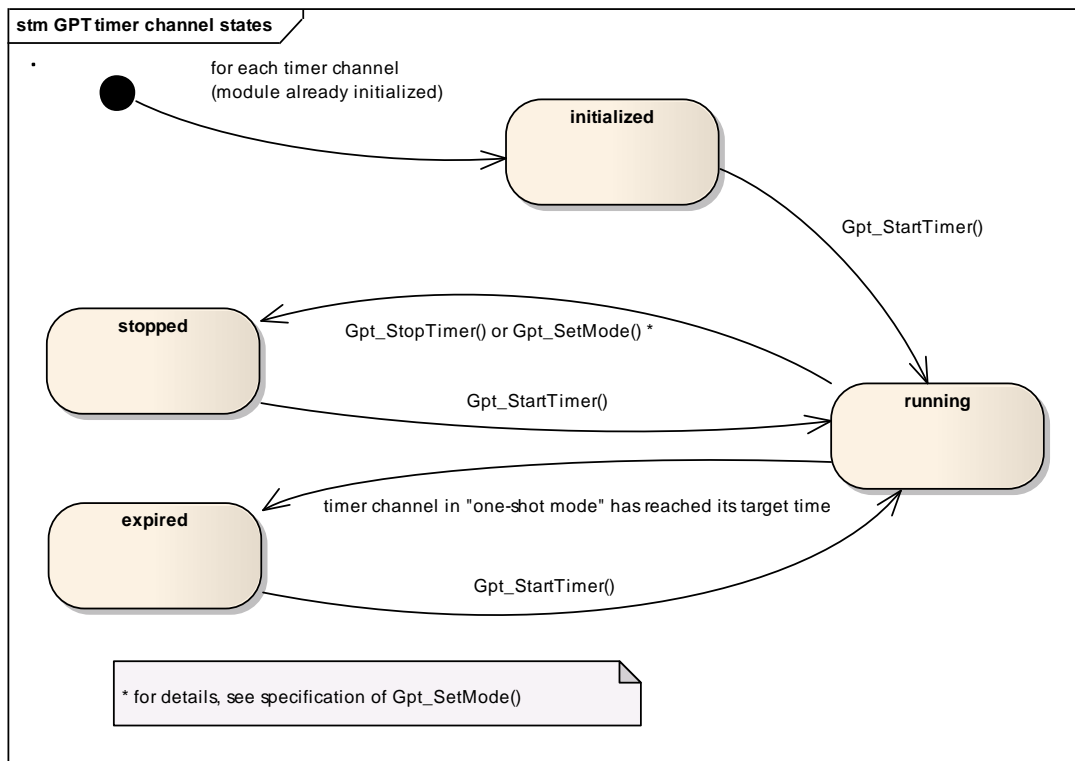 stm GPT timer channel states
for each timer channel
(module already initialized)
initialized
Gpt_StartTimer()
stopped
Gpt_StopTimer() or Gpt_SetMode() *
Gpt_StartTimer()
running
timer channel in "one-shot mode" has reached its target time
expired
Gpt_StartTimer()
* for details, see specification of Gpt_SetMode()